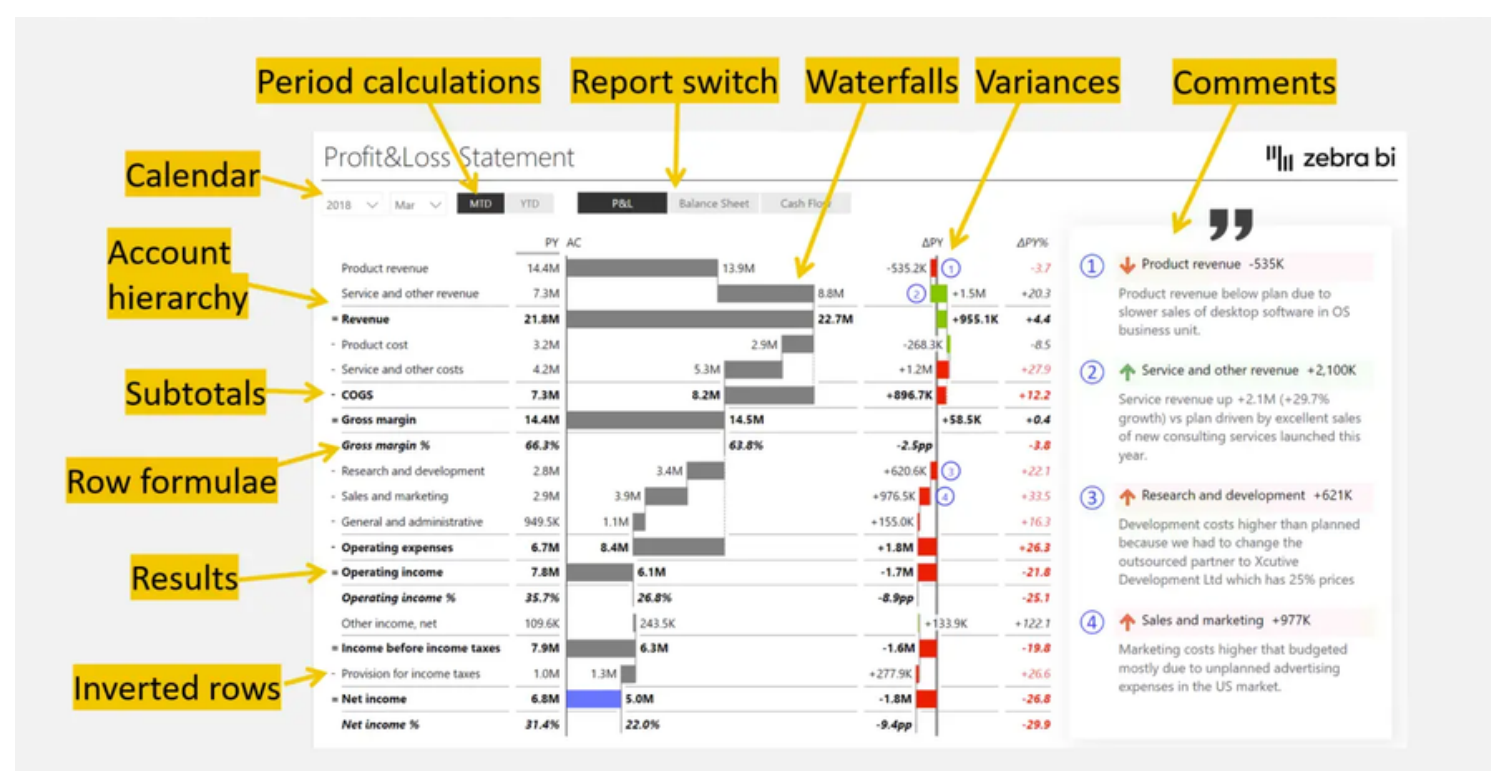 Period calculations Report switch Waterfalls Variances Comments
Calendar
Account
hierarchy
Subtotals
Row formulae
Results
Inverted rows
Profit&Loss Statement
zebra bi
2018 Mar MTD YTD P&L Balance Sheet Cash Flow
PY AC ΔPY ΔPY%
Product revenue 14.4M 13.9M -535.2K 1 -3.7
Service and other revenue 7.3M 8.8M 2 +1.5M +20.3
= Revenue 21.8M 22.7M +955.1K +4.4
- Product cost 3.2M 2.9M -268.3K -8.5
- Service and other costs 4.2M 5.3M +1.2M +27.9
- COGS 7.3M 8.2M +896.7K +12.2
= Gross margin 14.4M 14.5M +58.5K +0.4
Gross margin % 66.3% 63.8% -2.5pp -3.8
- Research and development 2.8M 3.4M +620.6K 3 +22.1
- Sales and marketing 2.9M 3.9M +976.5K 4 +33.5
- General and administrative 949.5K 1.1M +155.0K +16.3
- Operating expenses 6.7M 8.4M +1.8M +26.3
= Operating income 7.8M 6.1M -1.7M -21.8
Operating income % 35.7% 26.8% -8.9pp -25.1
Other income, net 109.6K 243.5K +133.9K +122.1
= Income before income taxes 7.9M 6.3M -1.6M -19.8
- Provision for income taxes 1.0M 1.3M +277.9K +26.6
= Net income 6.8M 5.0M -1.8M -26.8
Net income % 31.4% 22.0% -9.4pp -29.9
”
1 Product revenue -535K
Product revenue below plan due to
slower sales of desktop software in OS
business unit.
2 Service and other revenue +2,100K
Service revenue up +2.1M (+29.7%
growth) vs plan driven by excellent sales
of new consulting services launched this
year.
3 Research and development +621K
Development costs higher than planned
because we had to change the
outsourced partner to Xcutive
Development Ltd which has 25% prices
4 Sales and marketing +977K
Marketing costs higher that budgeted
mostly due to unplanned advertising
expenses in the US market.